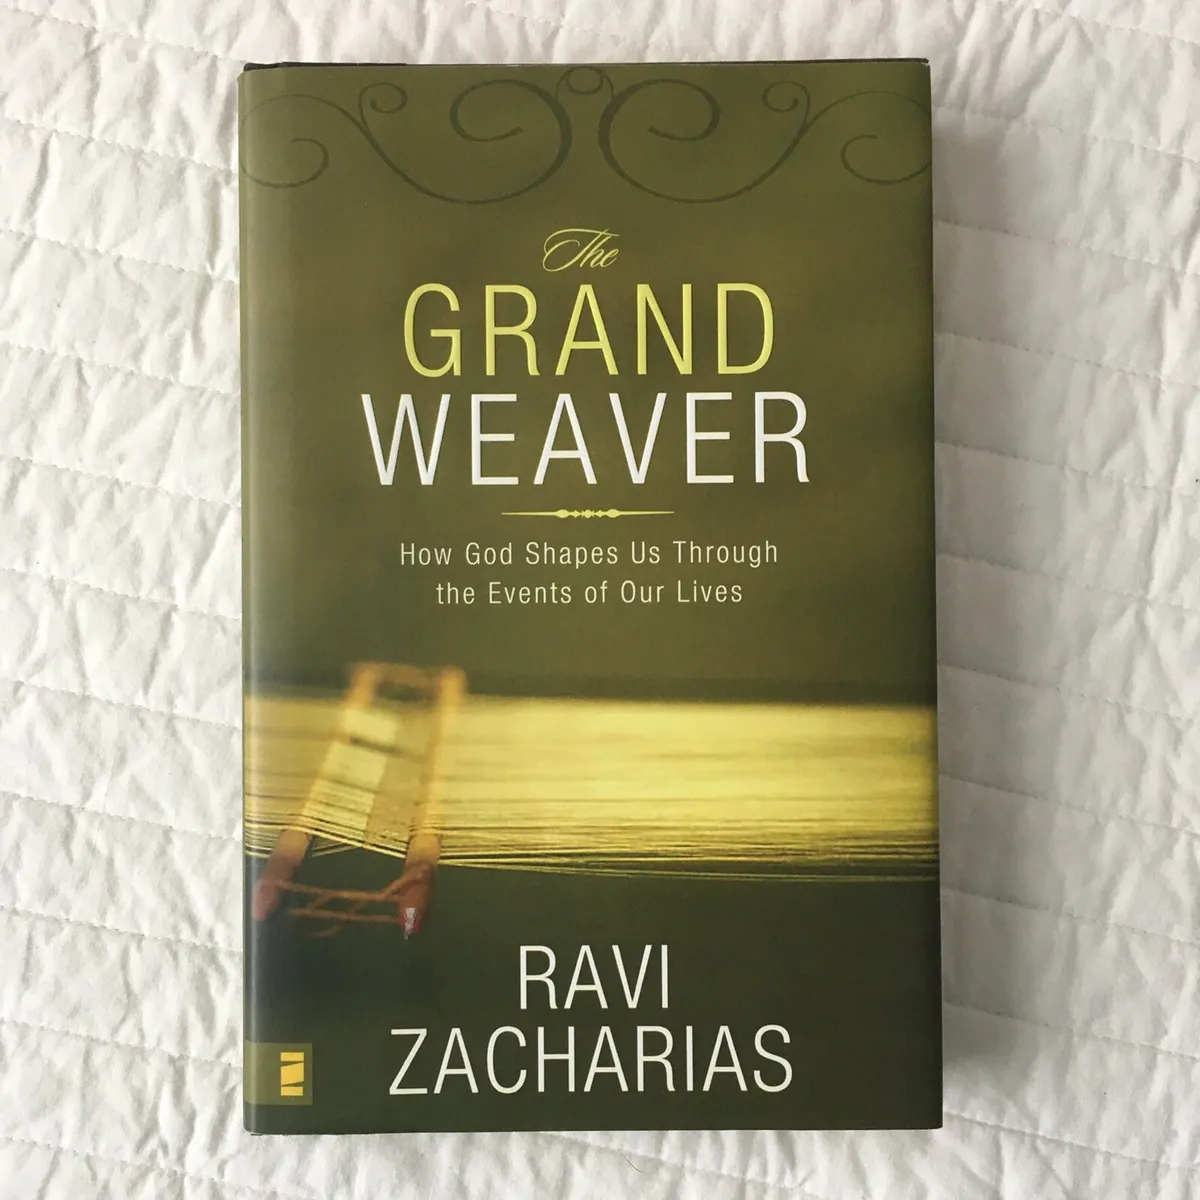 The
GRAND
WEAVER
How God Shapes Us Through
the Events of Our Lives
RAVI
ZACHARIAS